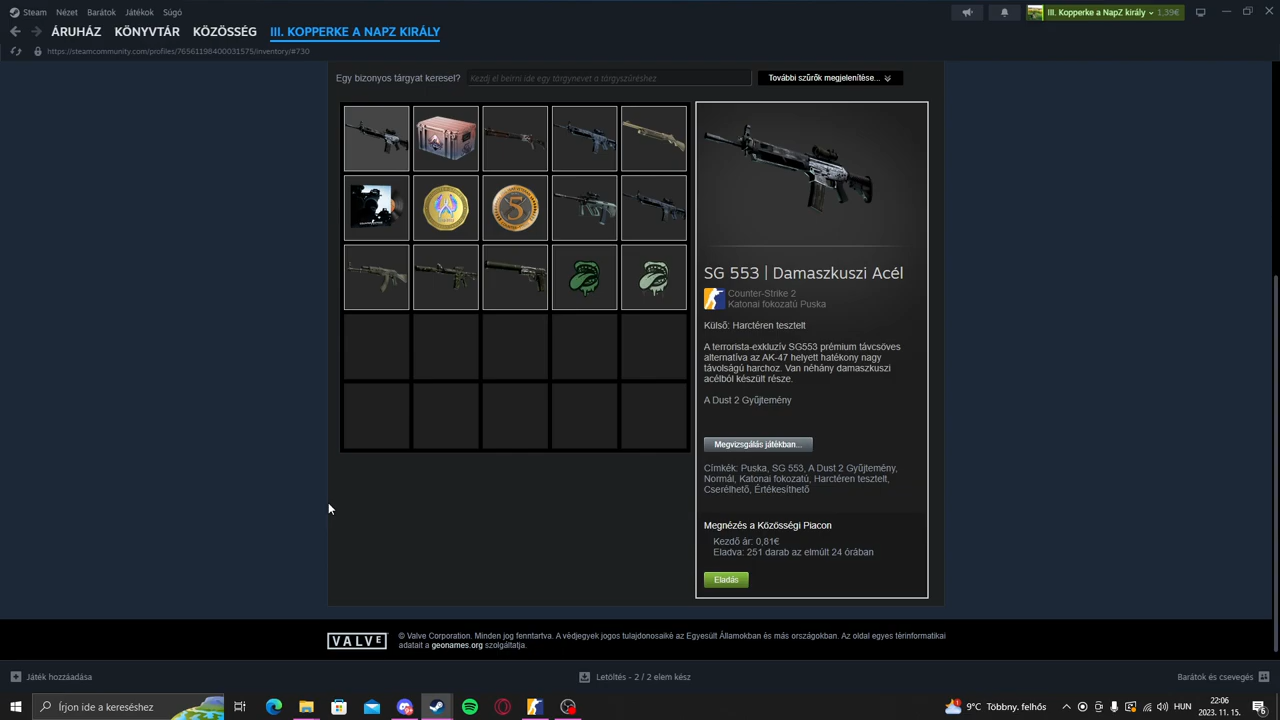 Steam Nézet Barátok Játékok Súgó
III. Kopperke a NapZ király 1,39€
ÁRUHÁZ KÖNYVTÁR KÖZÖSSÉG III. KOPPERKE A NAPZ KIRÁLY
https://steamcommunity.com/profiles/76561198400031575/inventory/#730
Egy bizonyos tárgyat keresel? Kezdj el beírni ide egy tárgynevet a tárgyszűréshez További szűrők megjelenítése...
5
SG 553 | Damaszkuszi Acél
Counter-Strike 2
Katonai fokozatú Puska
Külső: Harctéren tesztelt
A terrorista-exkluzív SG553 prémium távcsöves
alternatíva az AK-47 helyett hatékony nagy
távolságú harchoz. Van néhány damaszkuszi
acélból készült része.
A Dust 2 Gyűjtemény
Megvizsgálás játékban...
Címkék: Puska, SG 553, A Dust 2 Gyűjtemény,
Normál, Katonai fokozatú, Harctéren tesztelt,
Cserélhető, Értékesíthető
Megnézés a Közösségi Piacon
Kezdő ár: 0,81€
Eladva: 251 darab az elmúlt 24 órában
Eladás
VALVE
© Valve Corporation. Minden jog fenntartva. A védjegyek jogos tulajdonosaiké az Egyesült Államokban és más országokban. Az oldal egyes térinformatikai
adatait a geonames.org szolgáltatja.
Játék hozzáadása Letöltés - 2 / 2 elem kész Barátok és csevegés
Írjon ide a kereséshez 9°C Többny. felhős HUN 22:06
2023. 11. 15.